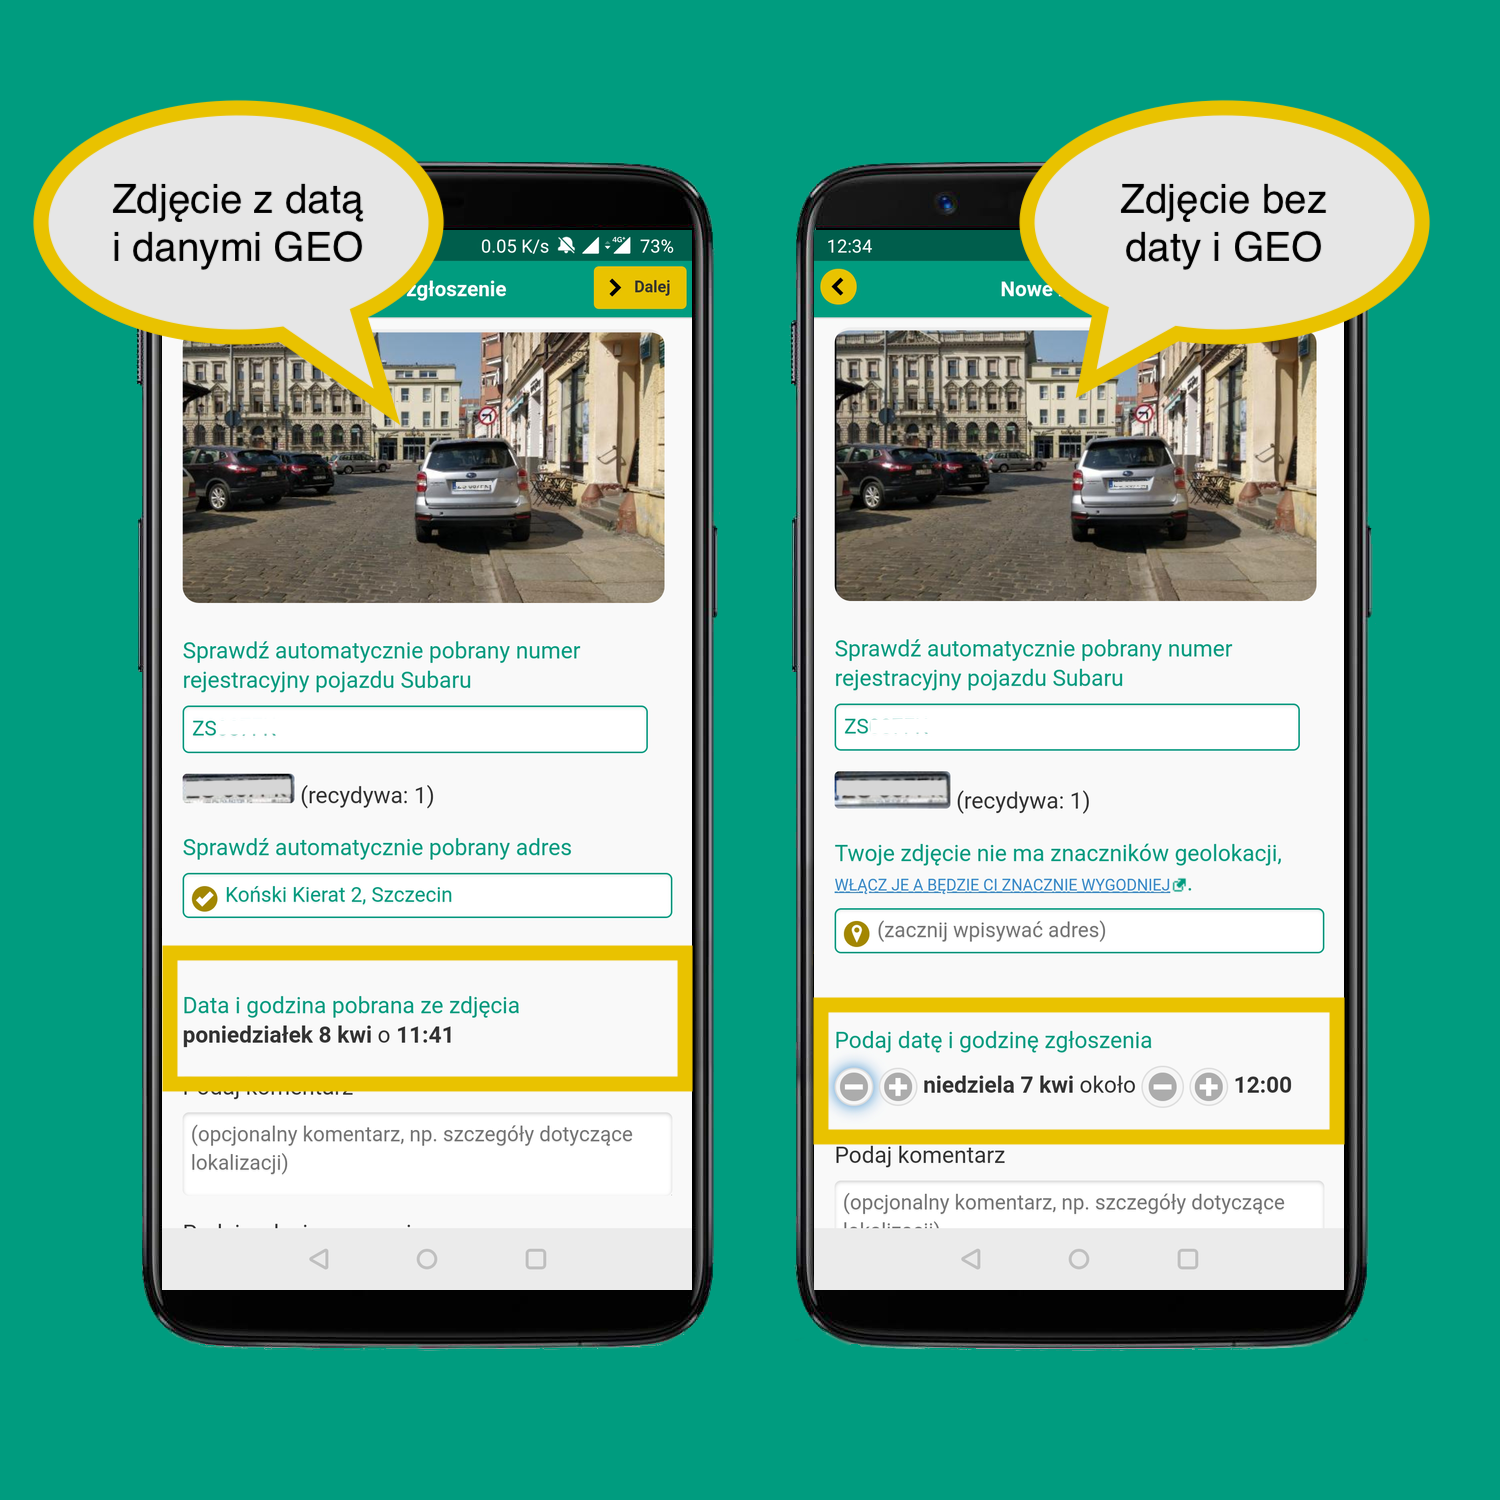 Zdjęcie z datą
i danymi GEO
0.05 K/s 4G+ 73%
zgłoszenie
Dalej
Sprawdź automatycznie pobrany numer
rejestracyjny pojazdu Subaru
ZS
(recydywa: 1)
Sprawdź automatycznie pobrany adres
Koński Kierat 2, Szczecin
Data i godzina pobrana ze zdjęcia
poniedziałek 8 kwi o 11:41
Podaj komentarz
(opcjonalny komentarz, np. szczegóły dotyczące
lokalizacji)
Zdjęcie bez
daty i GEO
12:34
Nowe
Sprawdź automatycznie pobrany numer
rejestracyjny pojazdu Subaru
ZS
(recydywa: 1)
Twoje zdjęcie nie ma znaczników geolokacji,
WŁĄCZ JE A BĘDZIE CI ZNACZNIE WYGODNIEJ.
(zacznij wpisywać adres)
Podaj datę i godzinę zgłoszenia
niedziela 7 kwi około 12:00
Podaj komentarz
(opcjonalny komentarz, np. szczegóły dotyczące
lokalizacji)